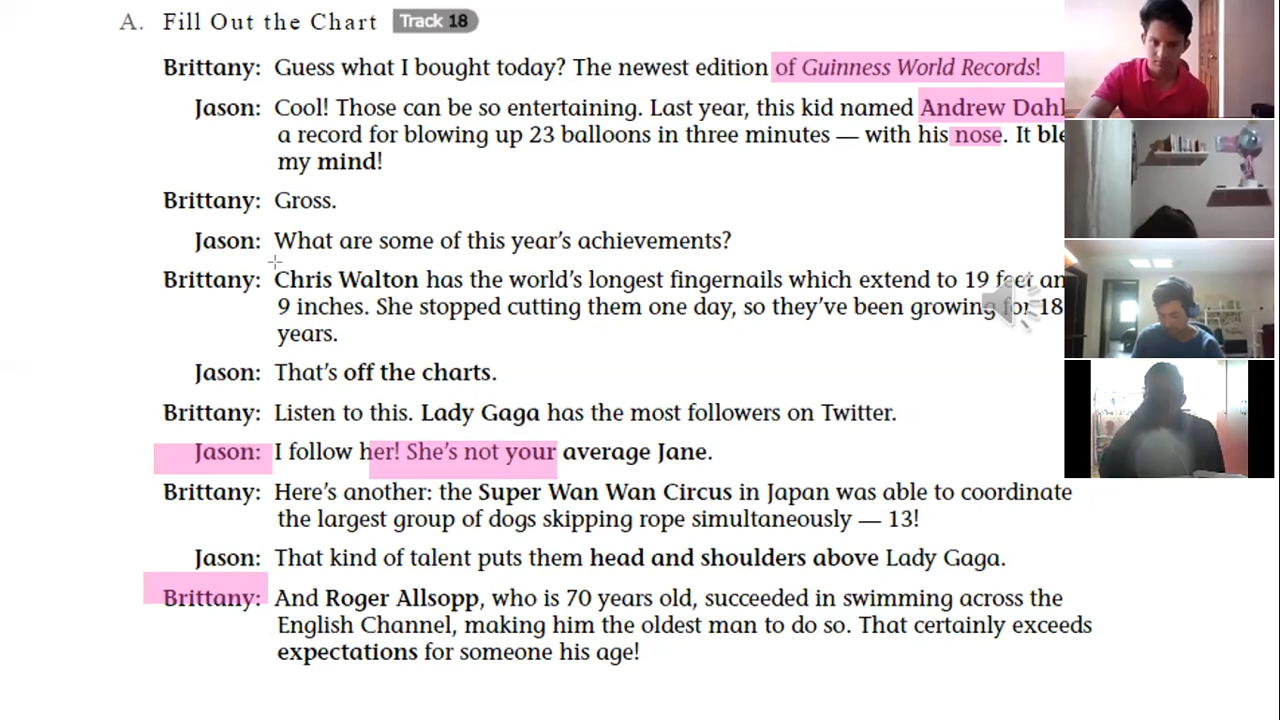 A. Fill Out the Chart Track 18
Brittany: Guess what I bought today? The newest edition of Guinness World Records!
Jason: Cool! Those can be so entertaining. Last year, this kid named Andrew Dahl
a record for blowing up 23 balloons in three minutes — with his nose. It
my mind!
Brittany: Gross.
Jason: What are some of this year's achievements?
Brittany: Chris Walton has the world's longest fingernails which extend to 19 feet
9 inches. She stopped cutting them one day, so they've been growing for 18
years.
Jason: That's off the charts.
Brittany: Listen to this. Lady Gaga has the most followers on Twitter.
Jason: I follow her! She's not your average Jane.
Brittany: Here's another: the Super Wan Wan Circus in Japan was able to coordinate
the largest group of dogs skipping rope simultaneously — 13!
Jason: That kind of talent puts them head and shoulders above Lady Gaga.
Brittany: And Roger Allsopp, who is 70 years old, succeeded in swimming across the
English Channel, making him the oldest man to do so. That certainly exceeds
expectations for someone his age!